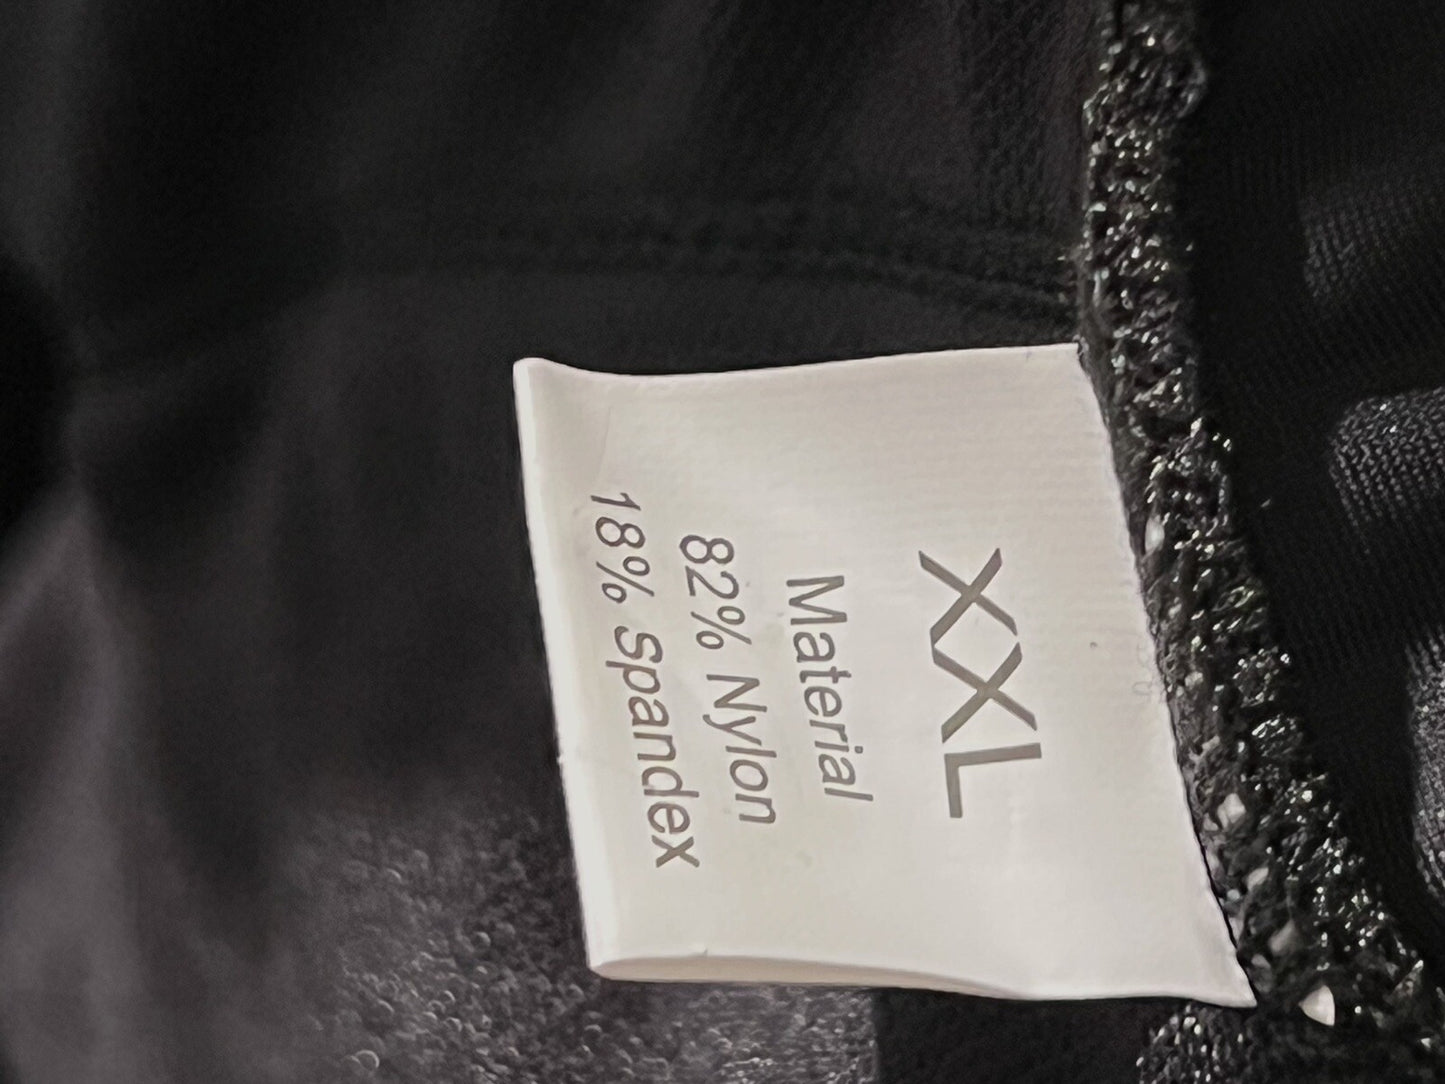 XXL
Material
82% Nylon
18% Spandex